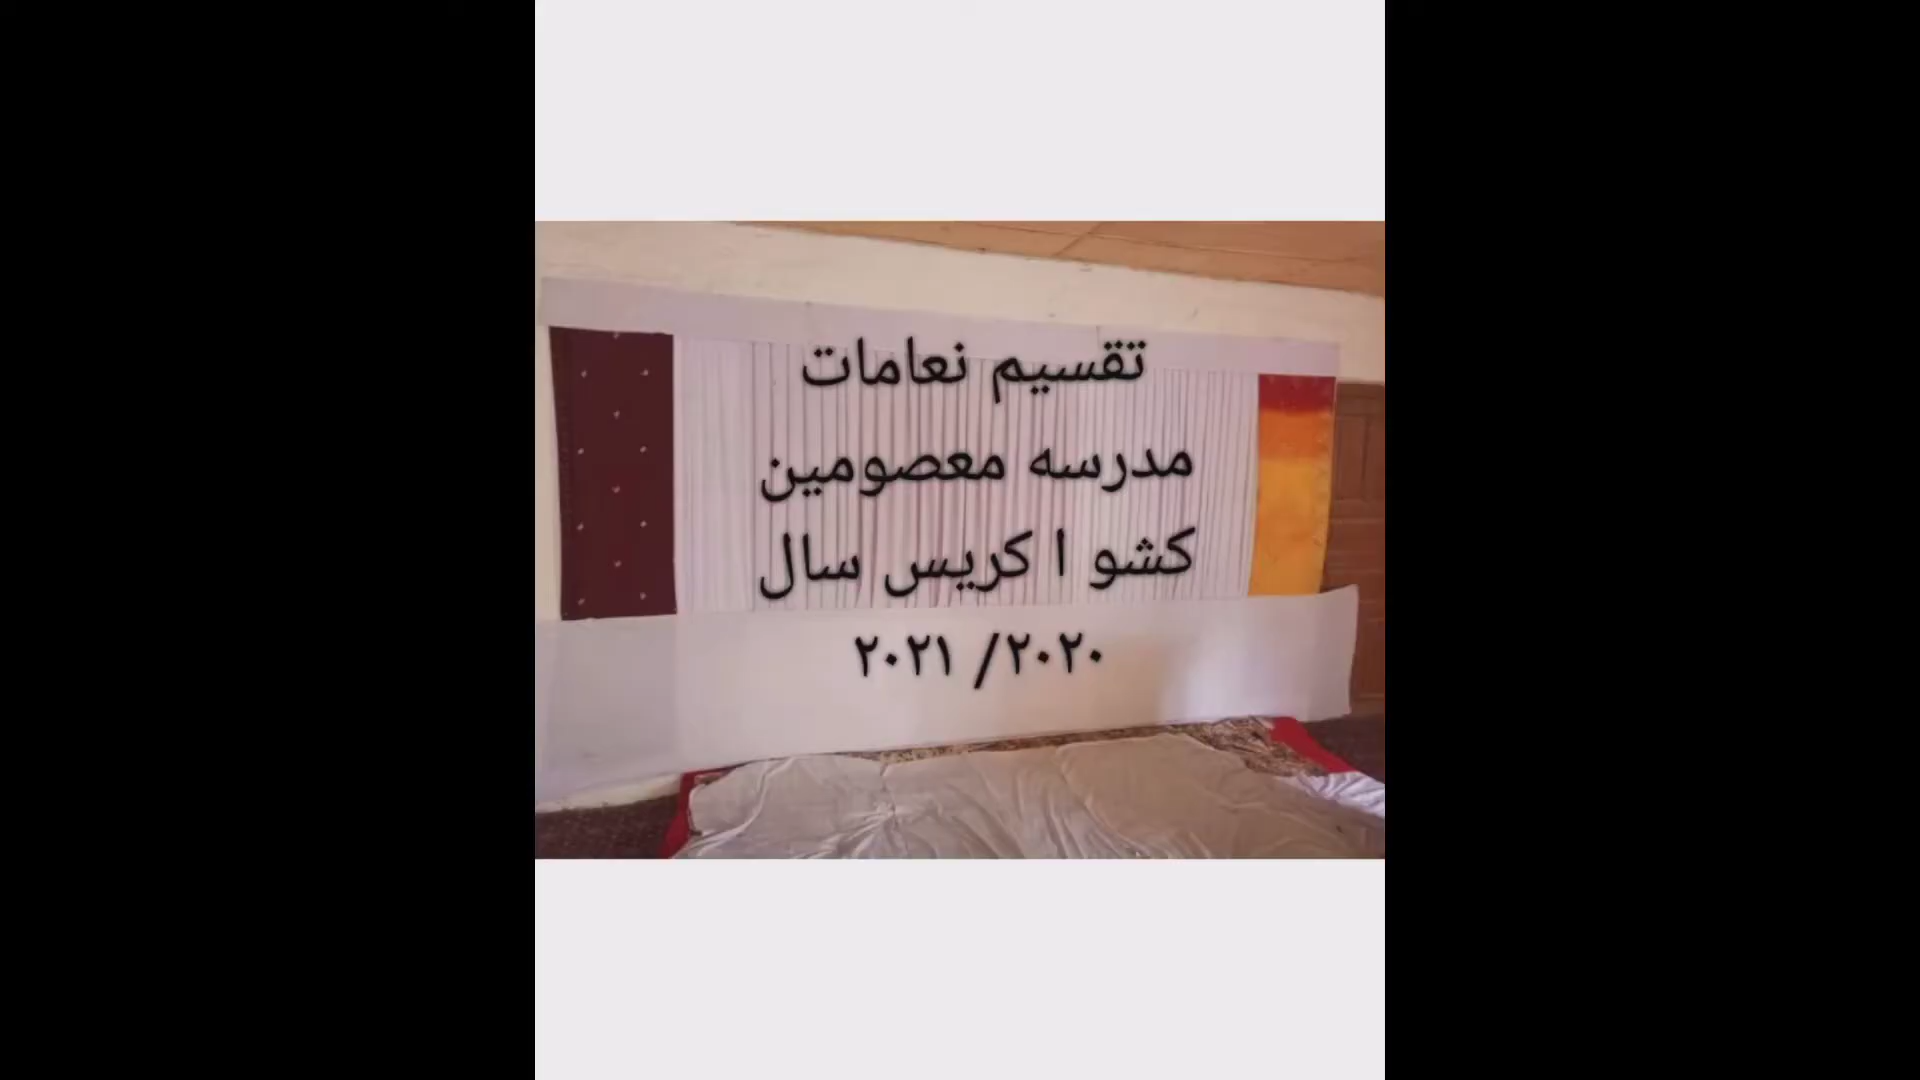 تقسیم نعامات
مدرسه معصومین
کشو ا کریس سال
۲۰۲۰/ ۲۰۲۱